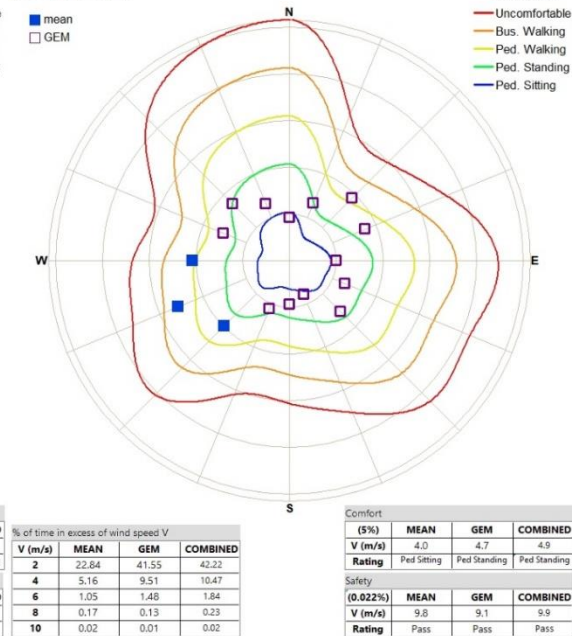 N
mean
GEM
Uncomfortable
Bus. Walking
Ped. Walking
Ped. Standing
Ped. Sitting
W
E
S
% of time in excess of wind speed V
V (m/s) MEAN GEM COMBINED
2 22.84 41.55 42.22
4 5.16 9.51 10.47
6 1.05 1.48 1.84
8 0.17 0.13 0.23
10 0.02 0.01 0.02
Comfort
(5%) MEAN GEM COMBINED
V (m/s) 4.0 4.7 4.9
Rating Ped Sitting Ped Standing Ped Standing
Safety
(0.022%) MEAN GEM COMBINED
V (m/s) 9.8 9.1 9.9
Rating Pass Pass Pass